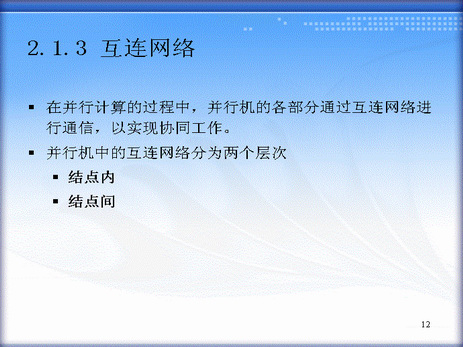 2.1.3 互连网络
▪ 在并行计算的过程中，并行机的各部分通过互连网络进
行通信，以实现协同工作。
▪ 并行机中的互连网络分为两个层次
▪ 结点内
▪ 结点间
12